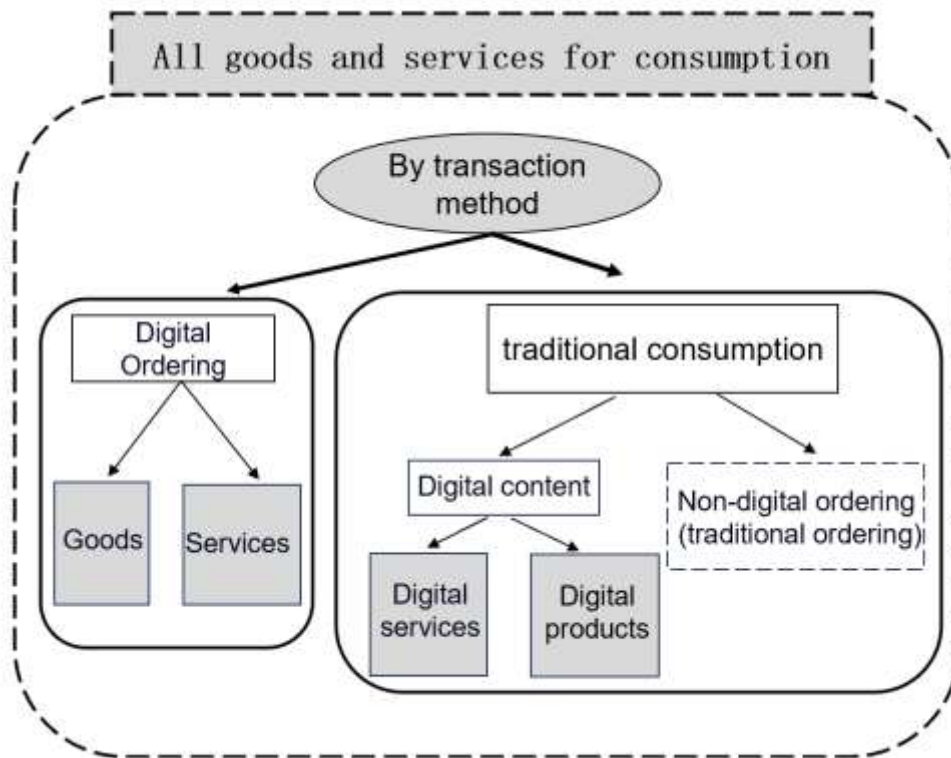 All goods and services for consumption
By transaction
method
Digital
Ordering
traditional consumption
Goods
Services
Digital content
Non-digital ordering
(traditional ordering)
Digital
services
Digital
products